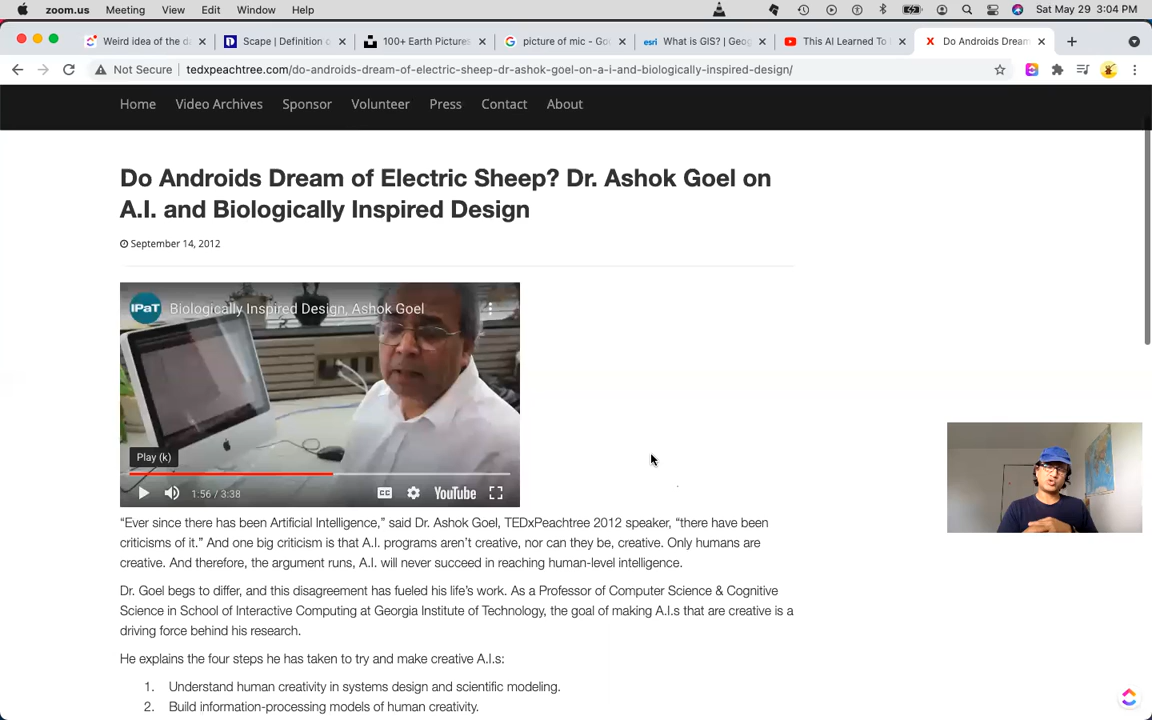 zoom.us Meeting View Edit Window Help Sat May 29 3:04 PM
Weird idea of the da Scape | Definition o 100+ Earth Pictures picture of mic - Go esri What is GIS? | Geog This AI Learned To Do Androids Dream
Not Secure tedxpeachtree.com/do-androids-dream-of-electric-sheep-dr-ashok-goel-on-a-i-and-biologically-inspired-design/
Home Video Archives Sponsor Volunteer Press Contact About
Do Androids Dream of Electric Sheep? Dr. Ashok Goel on
A.I. and Biologically Inspired Design
September 14, 2012
IPaT Biologically Inspired Design, Ashok Goel
Play (k)
1:56 / 3:38 CC YouTube
“Ever since there has been Artificial Intelligence,” said Dr. Ashok Goel, TEDxPeachtree 2012 speaker, “there have been
criticisms of it.” And one big criticism is that A.I. programs aren’t creative, nor can they be, creative. Only humans are
creative. And therefore, the argument runs, A.I. will never succeed in reaching human-level intelligence.
Dr. Goel begs to differ, and this disagreement has fueled his life’s work. As a Professor of Computer Science & Cognitive
Science in School of Interactive Computing at Georgia Institute of Technology, the goal of making A.I.s that are creative is a
driving force behind his research.
He explains the four steps he has taken to try and make creative A.I.s:
1. Understand human creativity in systems design and scientific modeling.
2. Build information-processing models of human creativity.